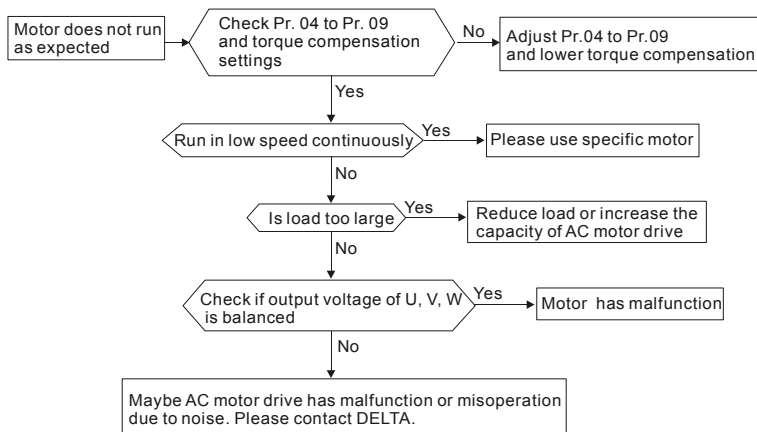 Motor does not run
as expected
Check Pr. 04 to Pr. 09
and torque compensation
settings
No
Adjust Pr.04 to Pr.09
and lower torque compensation
Yes
Run in low speed continuously
Yes
Please use specific motor
No
Is load too large
Yes
Reduce load or increase the
capacity of AC motor drive
No
Check if output voltage of U, V, W
is balanced
Yes
Motor has malfunction
No
Maybe AC motor drive has malfunction or misoperation
due to noise. Please contact DELTA.